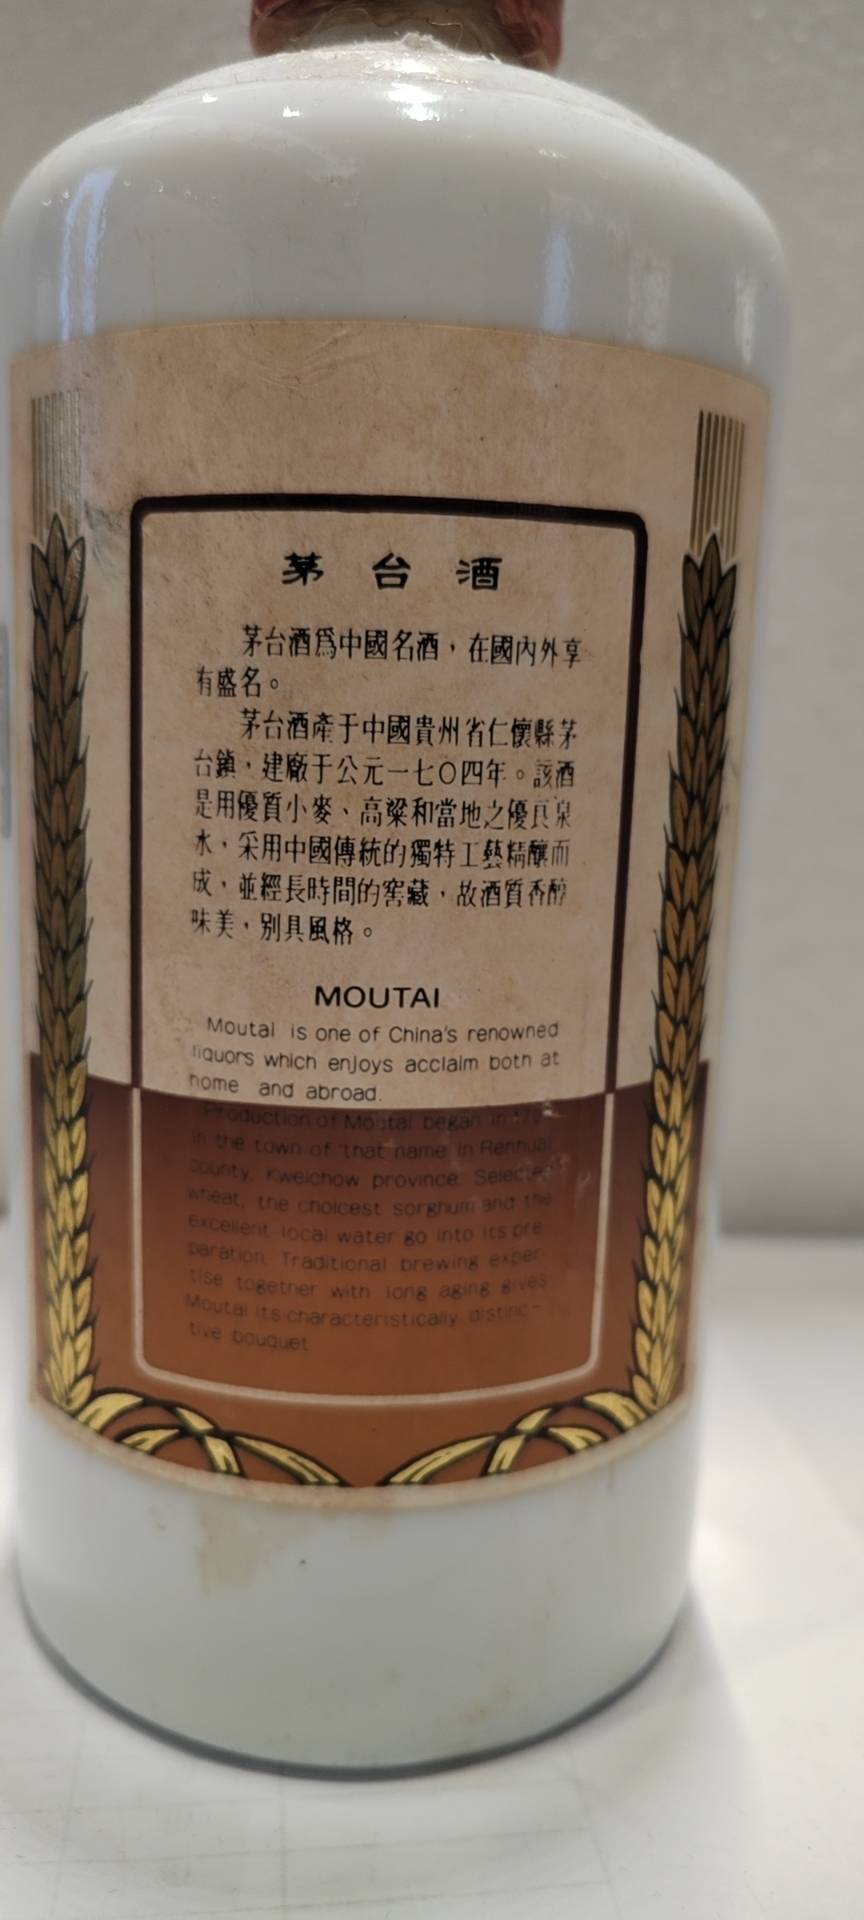 茅台酒
茅台酒爲中國名酒，在國內外享
有盛名。
茅台酒產于中國貴州省仁懷縣茅
台鎮，建廠于公元一七〇四年。該酒
是用優質小麥、高粱和當地之優良泉
水，采用中國傳統的獨特工藝精釀而
成，並經長時間的窖藏，故酒質香醇
味美，別具風格。
MOUTAI
Moutai is one of China's renowned
liquors which enjoys acclaim both at
home and abroad.
Production of Moutai began in
in the town of that name in Renhuai
county, Kweichow province. Selected
wheat, the choicest sorghum and the
excellent local water go into its pre-
paration. Traditional brewing exper-
tise together with long aging gives
Moutai its characteristically distinc-
tive bouquet